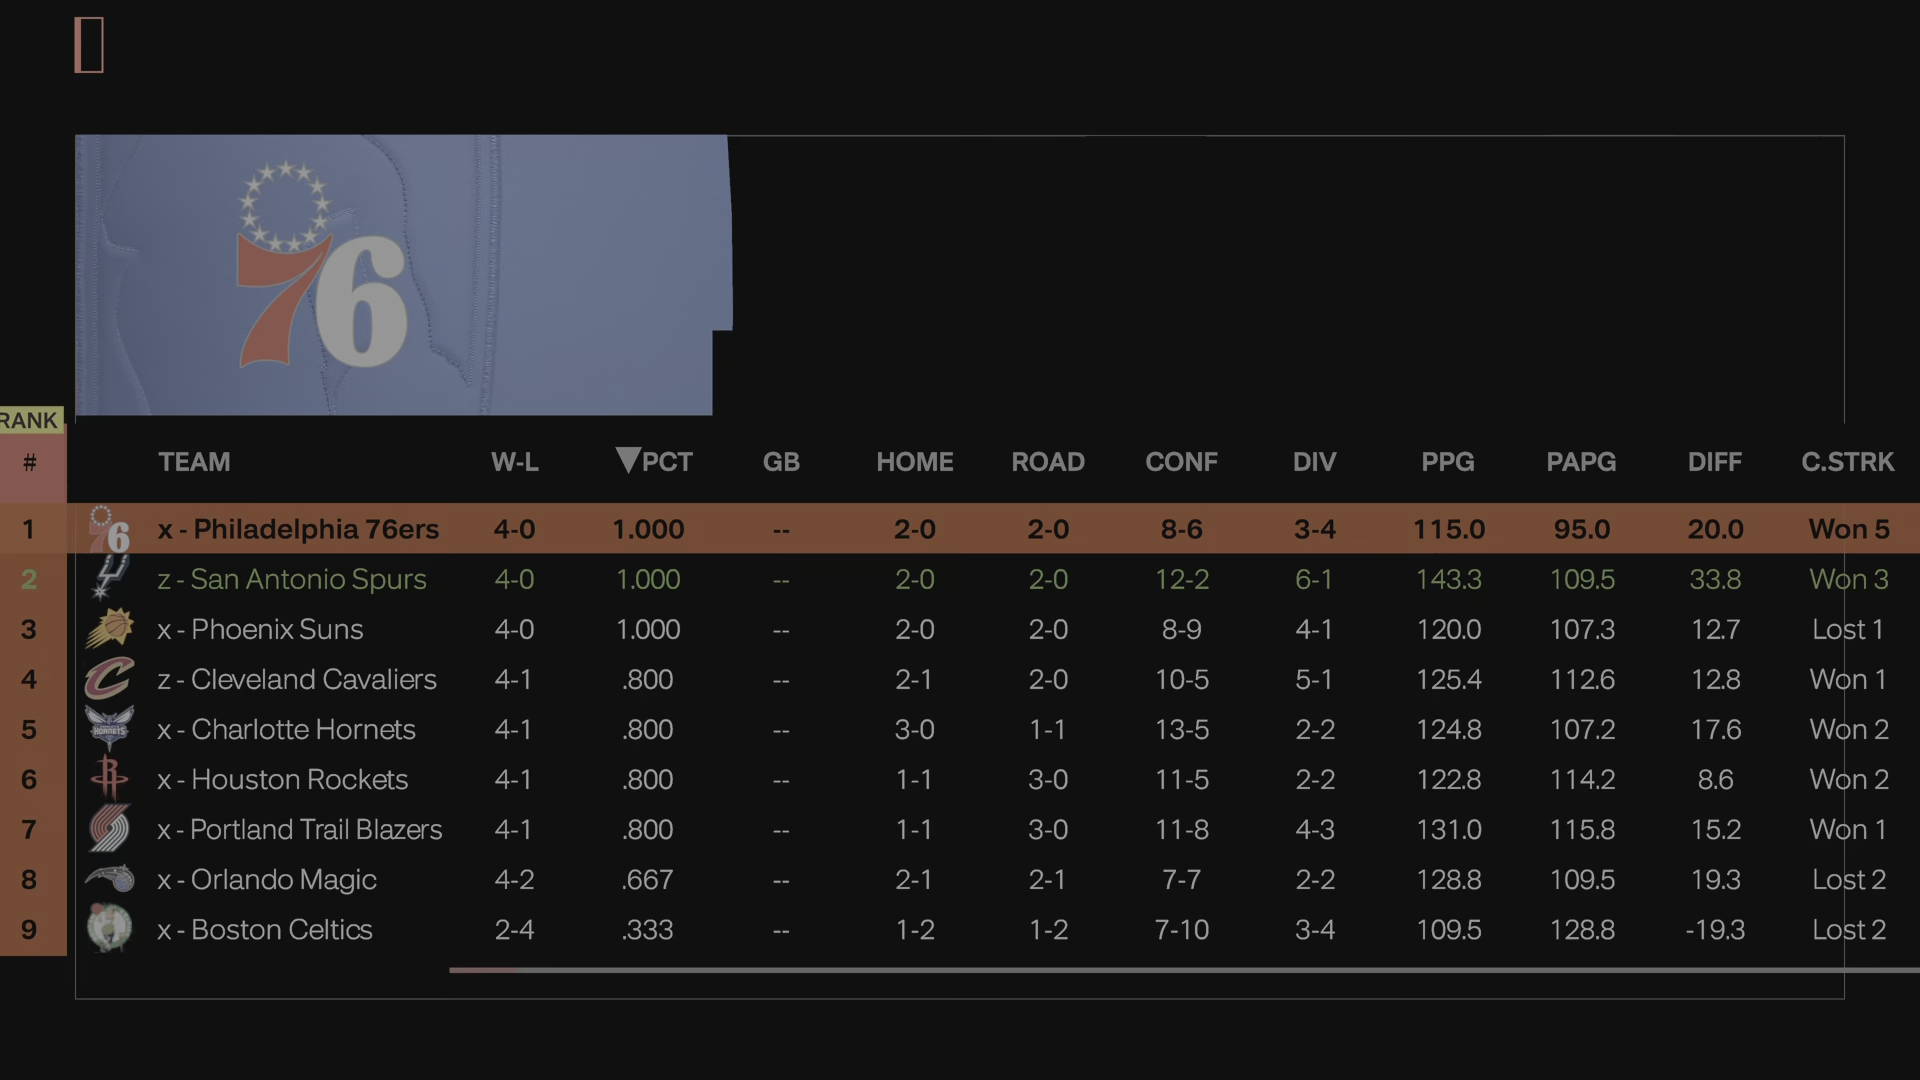 76
RANK
# TEAM W-L ▼PCT GB HOME ROAD CONF DIV PPG PAPG DIFF C.STRK
1 76 x - Philadelphia 76ers 4-0 1.000 -- 2-0 2-0 8-6 3-4 115.0 95.0 20.0 Won 5
2 z - San Antonio Spurs 4-0 1.000 -- 2-0 2-0 12-2 6-1 143.3 109.5 33.8 Won 3
3 x - Phoenix Suns 4-0 1.000 -- 2-0 2-0 8-9 4-1 120.0 107.3 12.7 Lost 1
4 C z - Cleveland Cavaliers 4-1 .800 -- 2-1 2-0 10-5 5-1 125.4 112.6 12.8 Won 1
5 HORNETS x - Charlotte Hornets 4-1 .800 -- 3-0 1-1 13-5 2-2 124.8 107.2 17.6 Won 2
6 R x - Houston Rockets 4-1 .800 -- 1-1 3-0 11-5 2-2 122.8 114.2 8.6 Won 2
7 x - Portland Trail Blazers 4-1 .800 -- 1-1 3-0 11-8 4-3 131.0 115.8 15.2 Won 1
8 x - Orlando Magic 4-2 .667 -- 2-1 2-1 7-7 2-2 128.8 109.5 19.3 Lost 2
9 x - Boston Celtics 2-4 .333 -- 1-2 1-2 7-10 3-4 109.5 128.8 -19.3 Lost 2